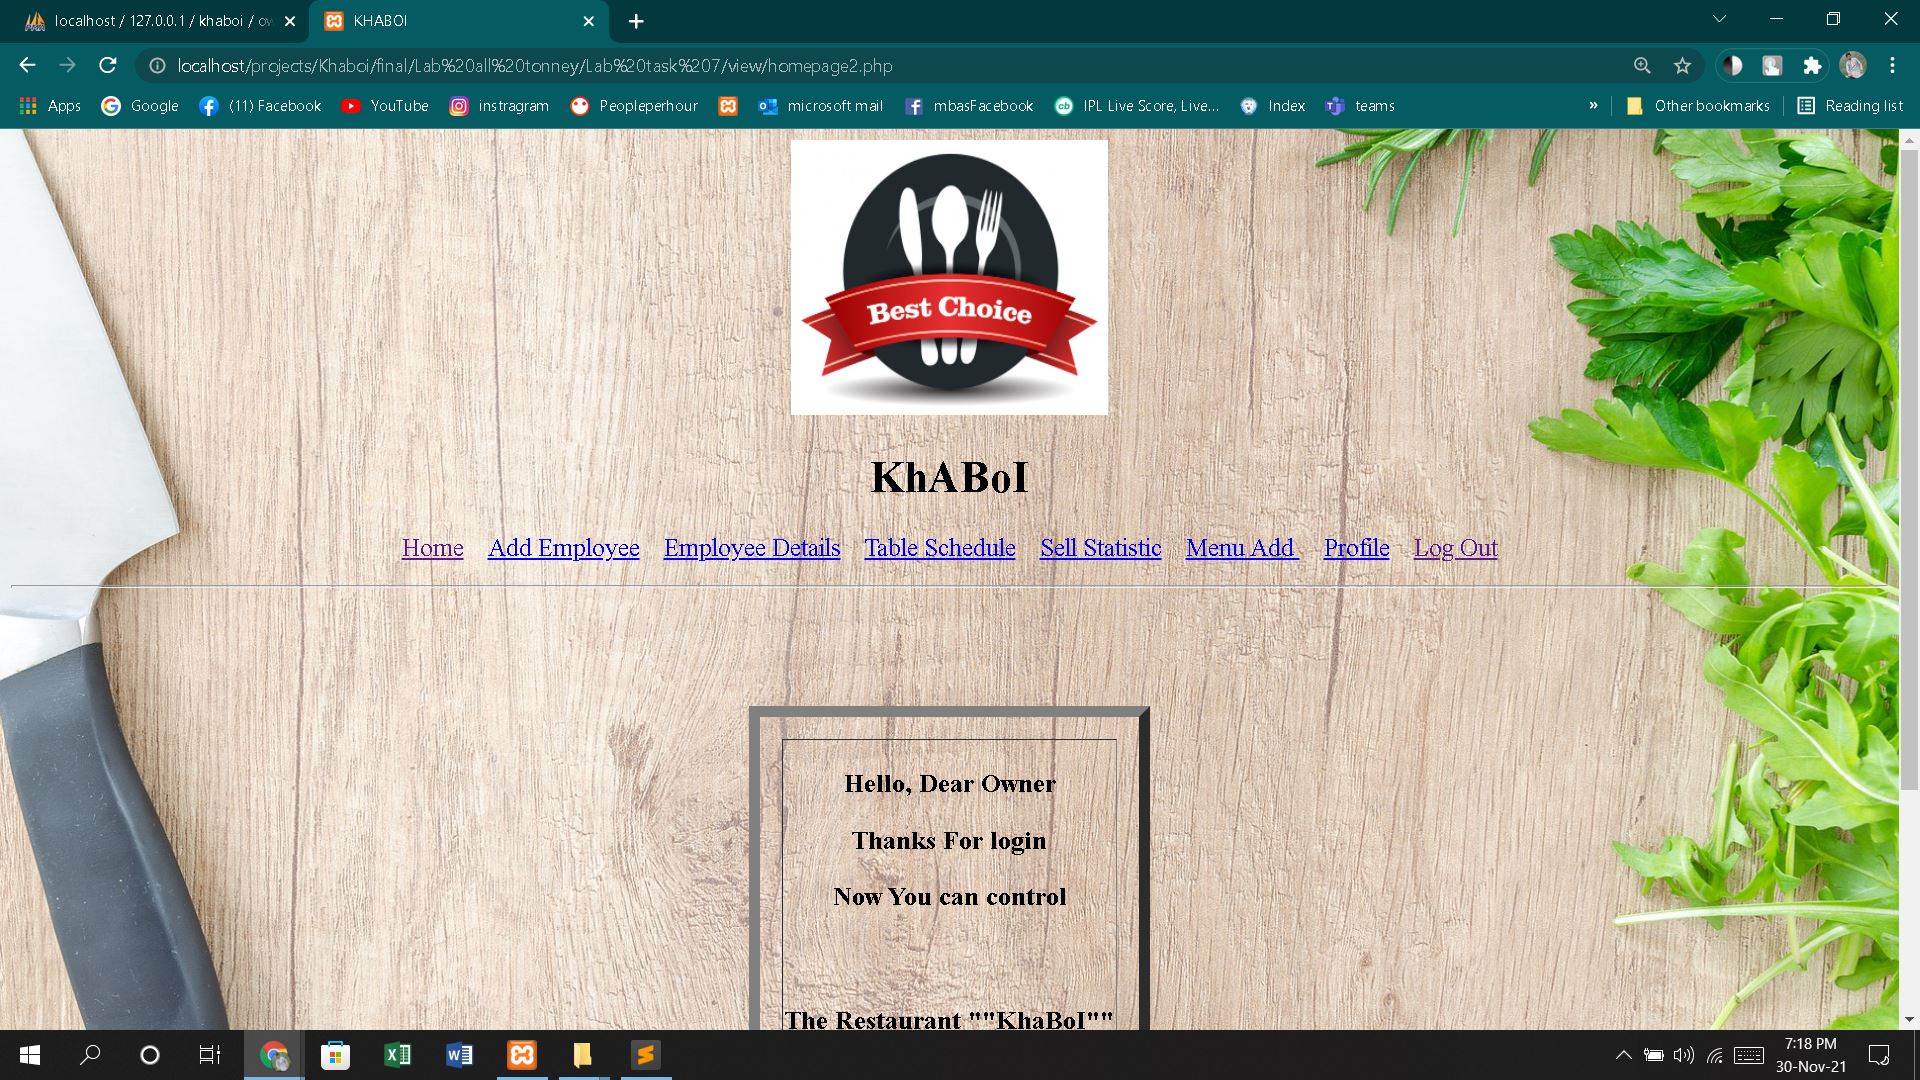 localhost / 127.0.0.1 / khaboi / ow
KHABOI
localhost/projects/Khaboi/final/Lab%20all%20tonney/Lab%20task%207/view/homepage2.php
Apps Google (11) Facebook YouTube instragram Peopleperhour microsoft mail mbasFacebook IPL Live Score, Live... Index teams » Other bookmarks Reading list
Best Choice
KhABoI
Home Add Employee Employee Details Table Schedule Sell Statistic Menu Add Profile Log Out
Hello, Dear Owner
Thanks For login
Now You can control
The Restaurant ""KhaBoI""
7:18 PM
30-Nov-21